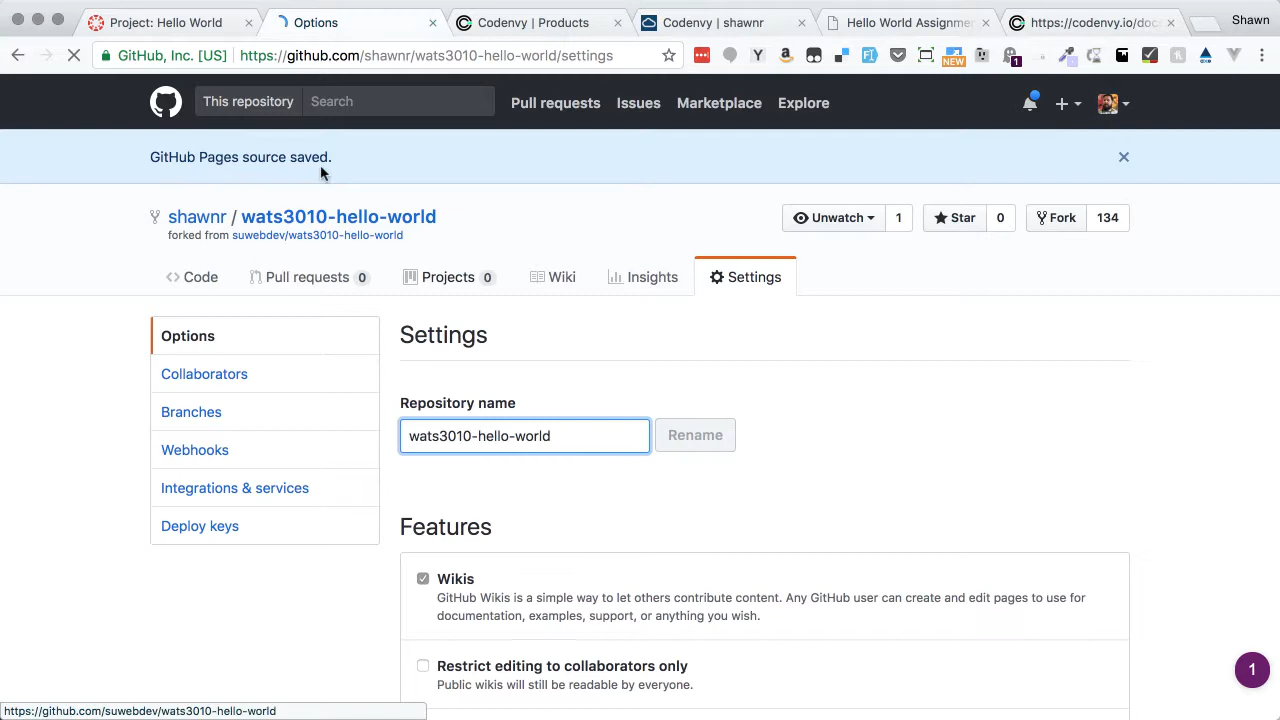 Project: Hello World
Options
Codenvy | Products
Codenvy | shawnr
Hello World Assignmen
https://codenvy.io/doc
Shawn
GitHub, Inc. [US]
https://github.com/shawnr/wats3010-hello-world/settings
NEW
1
This repository
Search
Pull requests
Issues
Marketplace
Explore
GitHub Pages source saved.
shawnr / wats3010-hello-world
forked from suwebdev/wats3010-hello-world
Unwatch 1
Star 0
Fork 134
Code
Pull requests 0
Projects 0
Wiki
Insights
Settings
Options
Collaborators
Branches
Webhooks
Integrations & services
Deploy keys
Settings
Repository name
wats3010-hello-world
Rename
Features
Wikis
GitHub Wikis is a simple way to let others contribute content. Any GitHub user can create and edit pages to use for
documentation, examples, support, or anything you wish.
Restrict editing to collaborators only
Public wikis will still be readable by everyone.
1
https://github.com/suwebdev/wats3010-hello-world